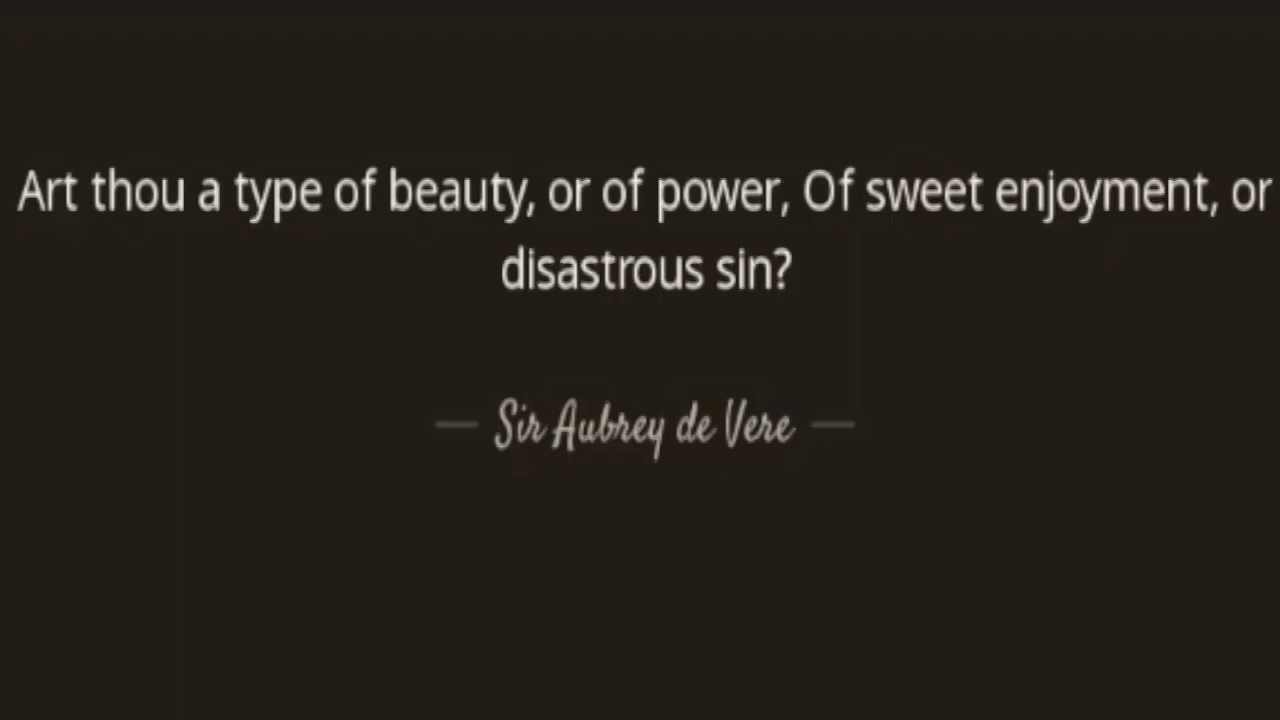 Art thou a type of beauty, or of power, Of sweet enjoyment, or
disastrous sin?
— Sir Aubrey de Vere —